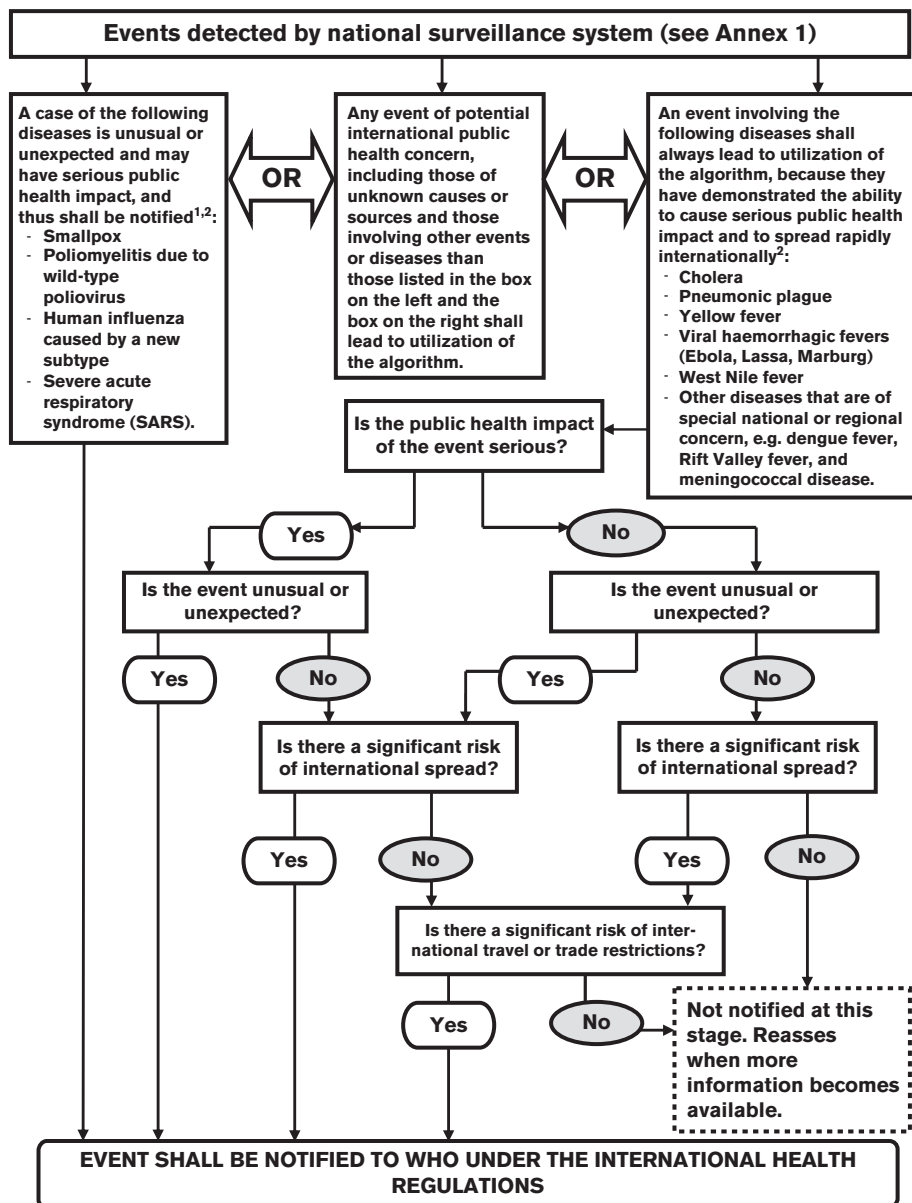 Events detected by national surveillance system (see Annex 1)
A case of the following
diseases is unusual or
unexpected and may
have serious public
health impact, and
thus shall be notified1,2:
- Smallpox
- Poliomyelitis due to
wild-type
poliovirus
- Human influenza
caused by a new
subtype
- Severe acute
respiratory
syndrome (SARS).
OR
Any event of potential
international public
health concern,
including those of
unknown causes or
sources and those
involving other events
or diseases than
those listed in the box
on the left and the
box on the right shall
lead to utilization of
the algorithm.
OR
An event involving the
following diseases shall
always lead to utilization of
the algorithm, because they
have demonstrated the ability
to cause serious public health
impact and to spread rapidly
internationally2:
- Cholera
- Pneumonic plague
- Yellow fever
- Viral haemorrhagic fevers
(Ebola, Lassa, Marburg)
- West Nile fever
- Other diseases that are of
special national or regional
concern, e.g. dengue fever,
Rift Valley fever, and
meningococcal disease.
Is the public health impact
of the event serious?
Yes
No
Is the event unusual or
unexpected?
Is the event unusual or
unexpected?
Yes
No
Yes
No
Is there a significant risk
of international spread?
Is there a significant risk
of international spread?
Yes
No
Yes
No
Is there a significant risk of inter-
national travel or trade restrictions?
Yes
No
Not notified at this
stage. Reasses
when more
information becomes
available.
EVENT SHALL BE NOTIFIED TO WHO UNDER THE INTERNATIONAL HEALTH
REGULATIONS